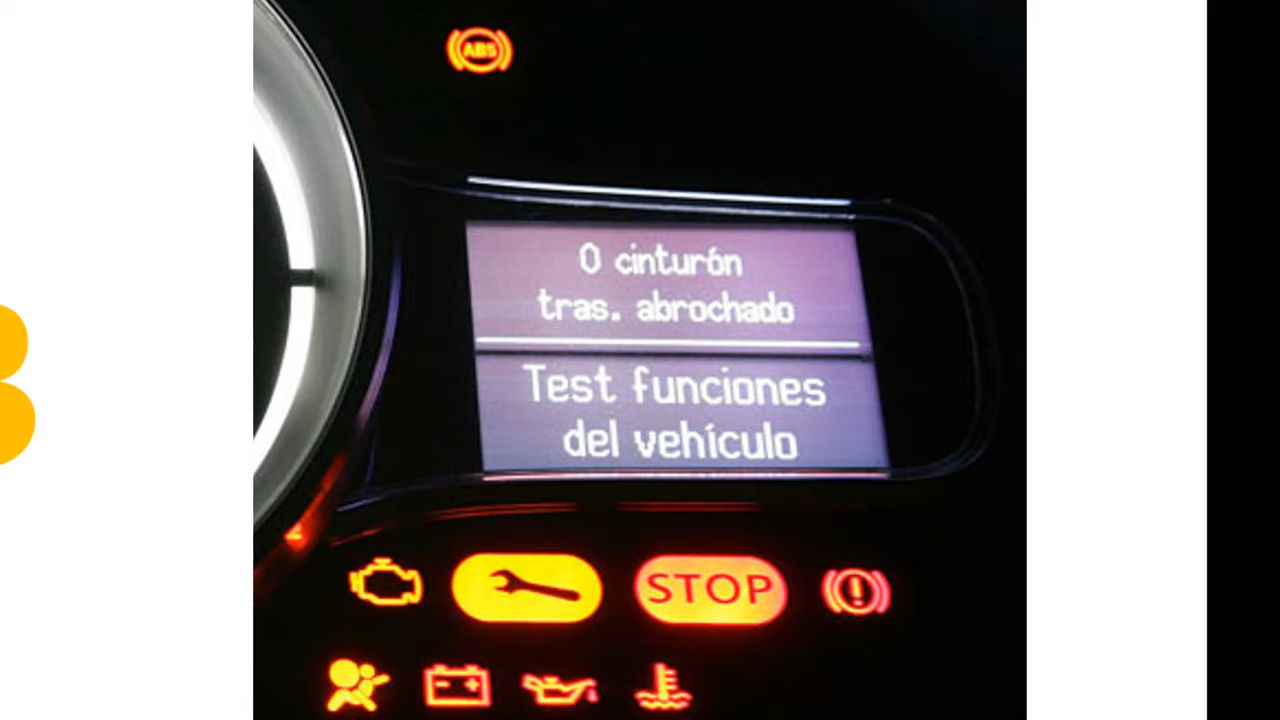 ABS
0 cinturón
tras. abrochado
Test funciones
del vehículo
STOP